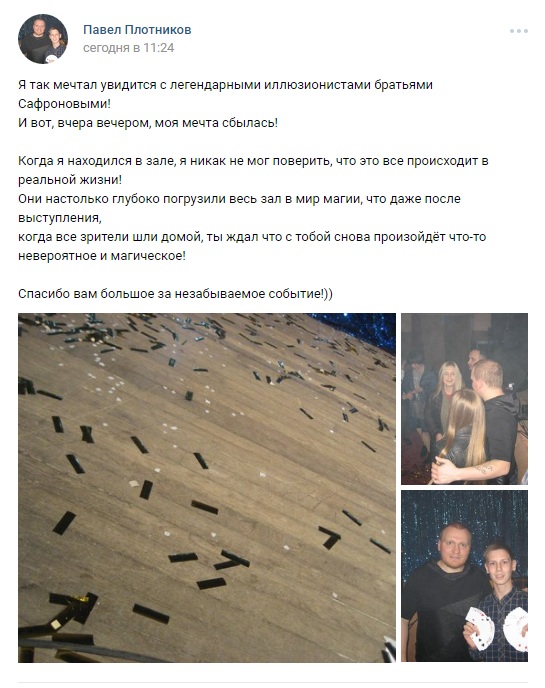 Павел Плотников
сегодня в 11:24
Я так мечтал увидится с легендарными иллюзионистами братьями
Сафроновыми!
И вот, вчера вечером, моя мечта сбылась!
Когда я находился в зале, я никак не мог поверить, что это все происходит в
реальной жизни!
Они настолько глубоко погрузили весь зал в мир магии, что даже после
выступления,
когда все зрители шли домой, ты ждал что с тобой снова произойдёт что-то
невероятное и магическое!
Спасибо вам большое за незабываемое событие!))